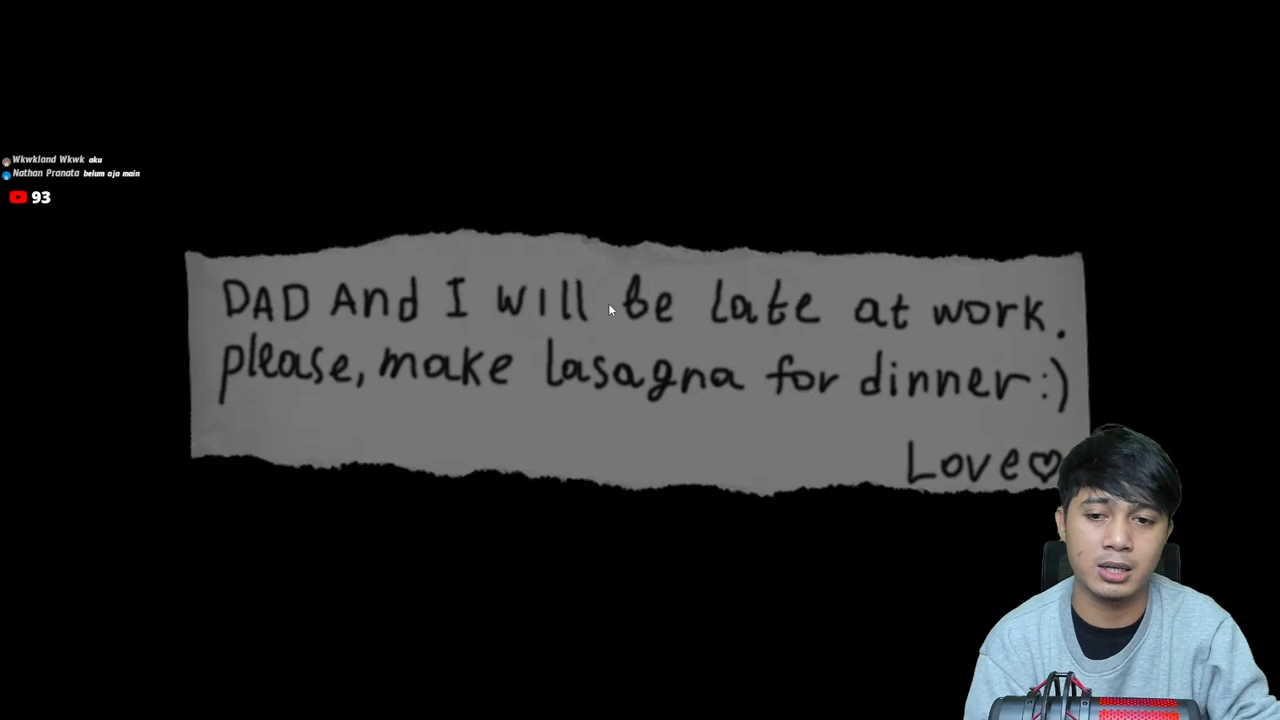 Wkwkland Wkwk aku
Nathan Pranata belum aja main
93
DAD And I will be late at work.
please, make lasagna for dinner:)
Love♡